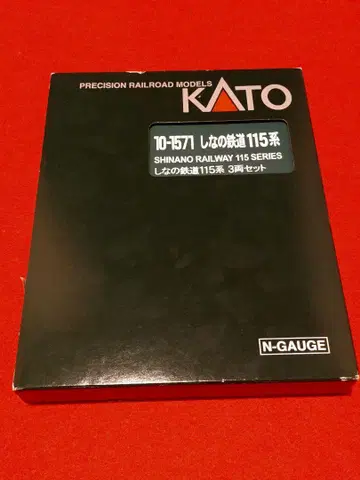 PRECISION RAILROAD MODELS
KATO
10-1571 しなの鉄道115系
SHINANO RAILWAY 115 SERIES
しなの鉄道115系 3両セット
N-GAUGE